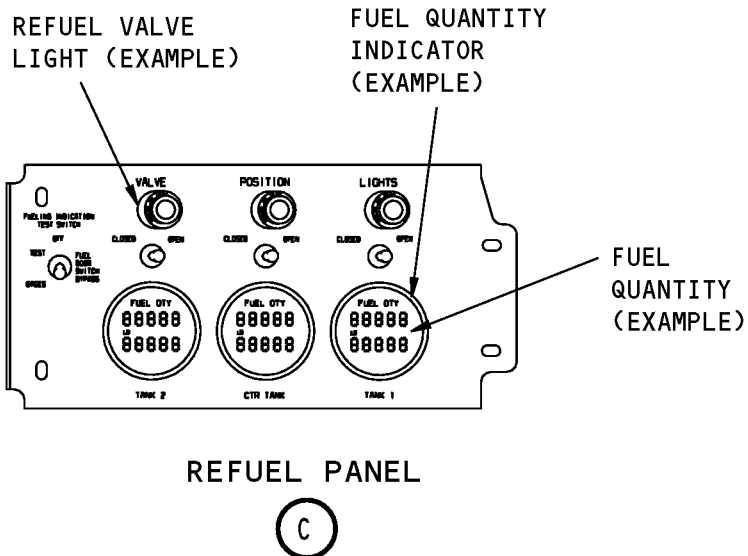 REFUEL VALVE
LIGHT (EXAMPLE)
FUEL QUANTITY
INDICATOR
(EXAMPLE)
VALVE POSITION LIGHTS
FUELING INDICATION
TEST SWITCH
OFF
TEST
GAGES
FUEL
DOOR
SWITCH
BYPASS
CLOSED OPEN CLOSED OPEN CLOSED OPEN
FUEL QTY FUEL QTY FUEL QTY
88888 88888 88888
LB LB LB
88888 88888 88888
TANK 2 CTR TANK TANK 1
FUEL
QUANTITY
(EXAMPLE)
REFUEL PANEL
C